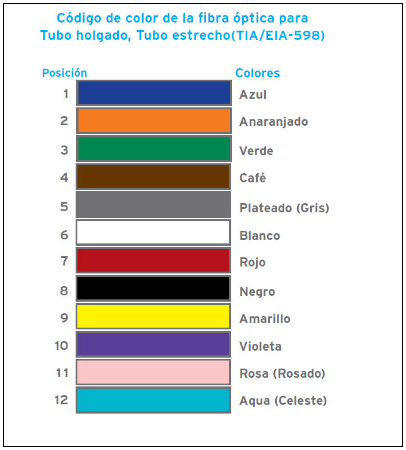 Código de color de la fibra óptica para
Tubo holgado, Tubo estrecho(TIA/EIA-598)
Posición Colores
1 Azul
2 Anaranjado
3 Verde
4 Café
5 Plateado (Gris)
6 Blanco
7 Rojo
8 Negro
9 Amarillo
10 Violeta
11 Rosa (Rosado)
12 Aqua (Celeste)